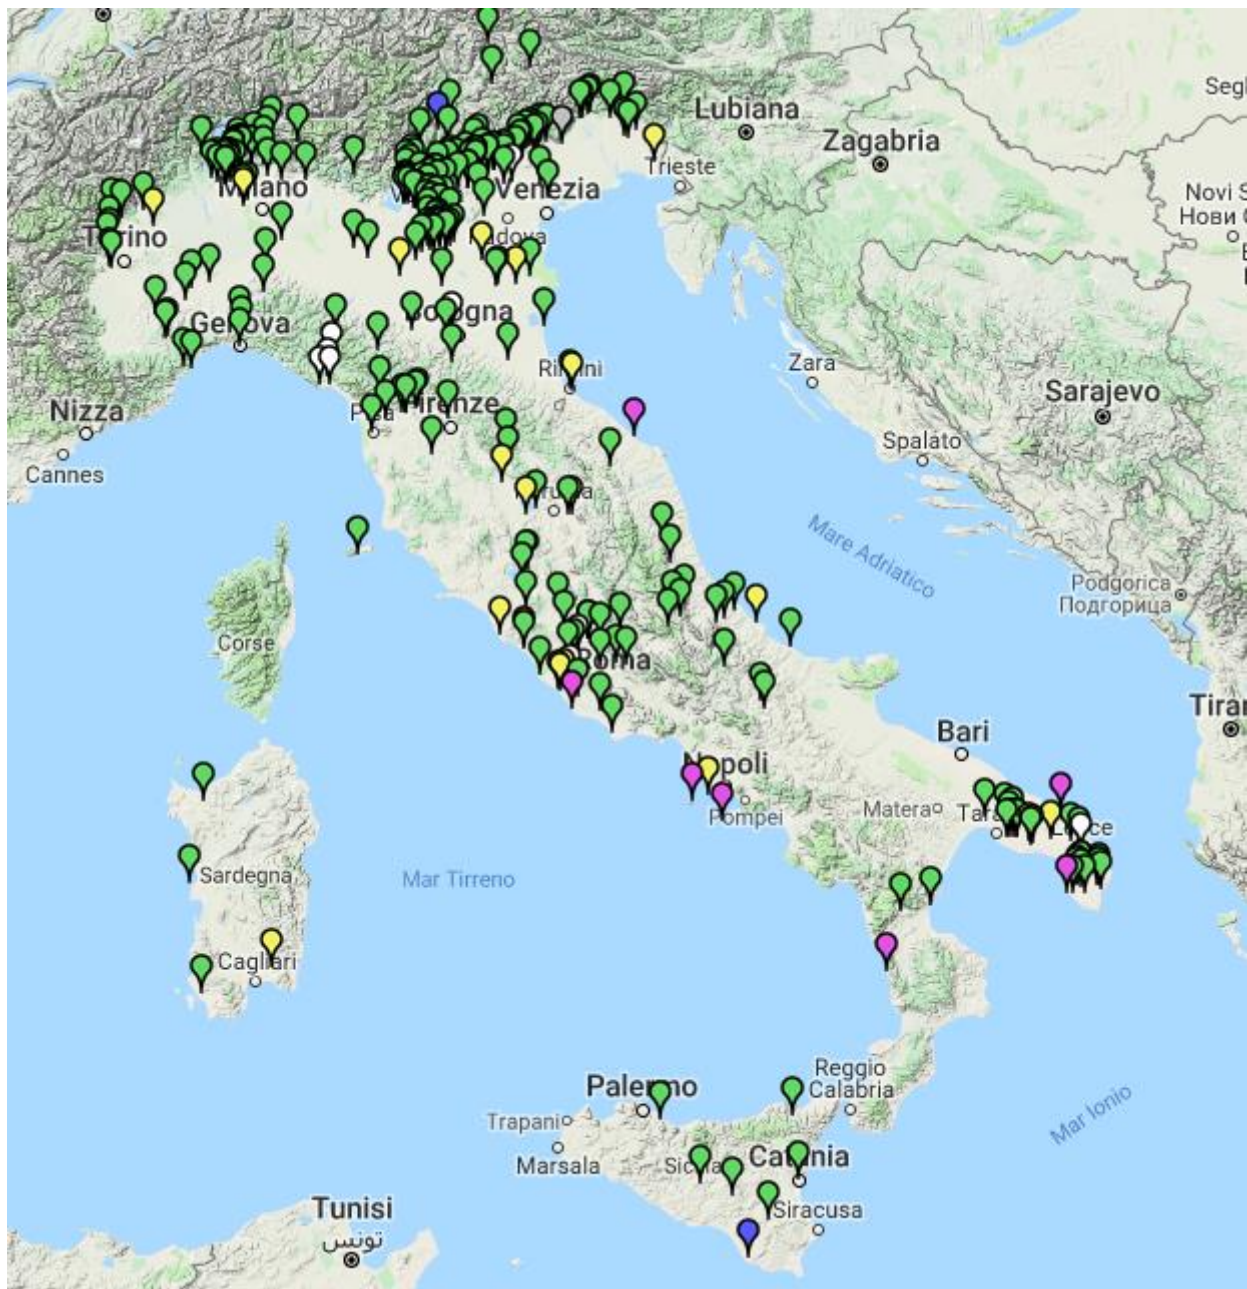 Lubiana
Segl
Zagabria
Trieste
Milano
Venezia
Novi S
Нови С
Torino
Padova
Genova
Bologna
Rimini
Zara
Sarajevo
Nizza
Pisa
Firenze
Spalato
Cannes
Perugia
Mare Adriatico
Podgorica
Подгорица
Corse
Roma
Tiran
Bari
Napoli
Matera
Tara
Pompei
Lecce
Sardegna
Mar Tirreno
Cagliari
Reggio
Calabria
Palermo
Trapani
Mar Ionio
Marsala
Sicilia
Catania
Tunisi
تونس
Siracusa